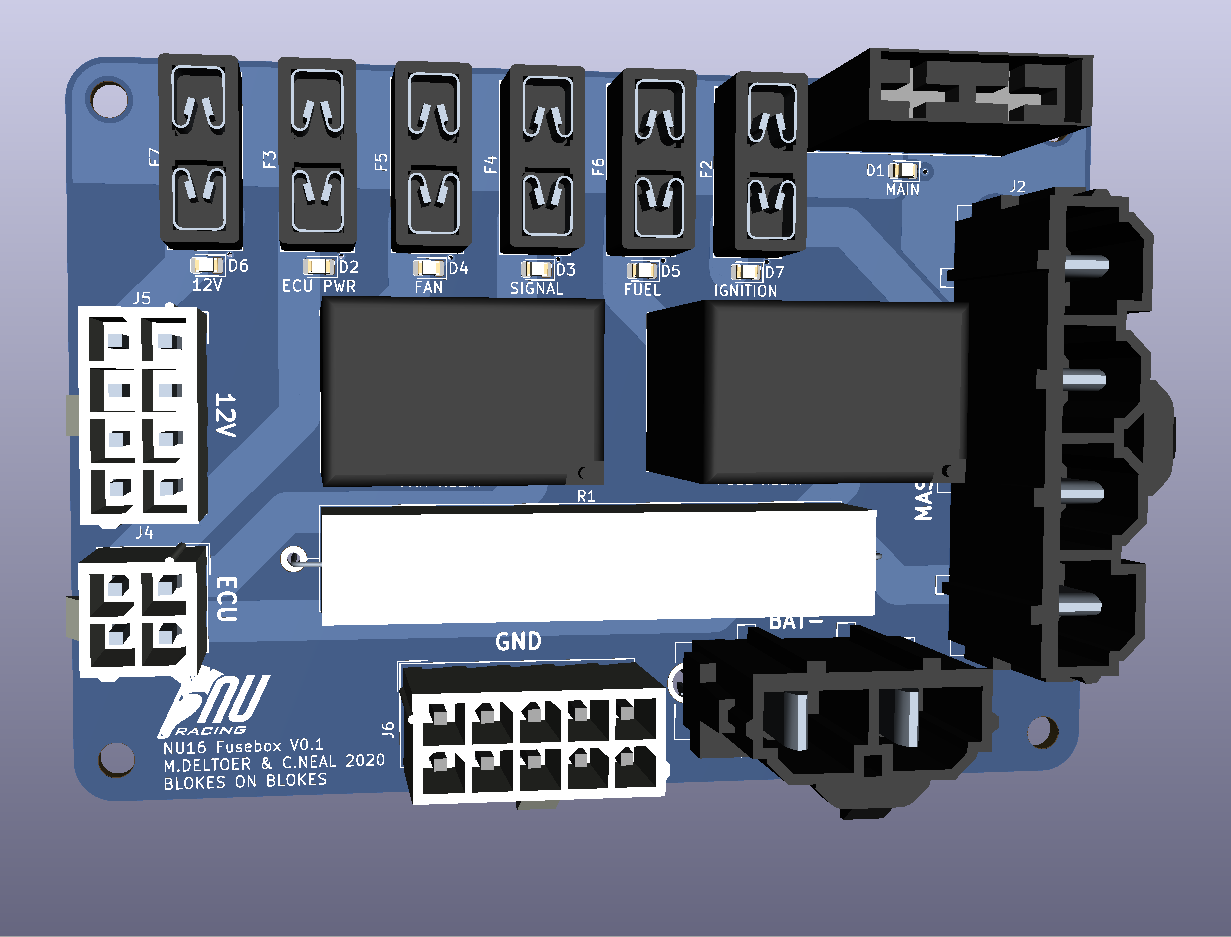 F7
F3
F5
F4
F6
F2
D1
MAIN
J2
D6
D2
D4
D3
D5
D7
12V
ECU PWR
FAN
SIGNAL
FUEL
IGNITION
J5
12V
R1
J4
ECU
BAT-
GND
J6
NU
RACING
NU16 Fusebox V0.1
M.DELTOER & C.NEAL 2020
BLOKES ON BLOKES